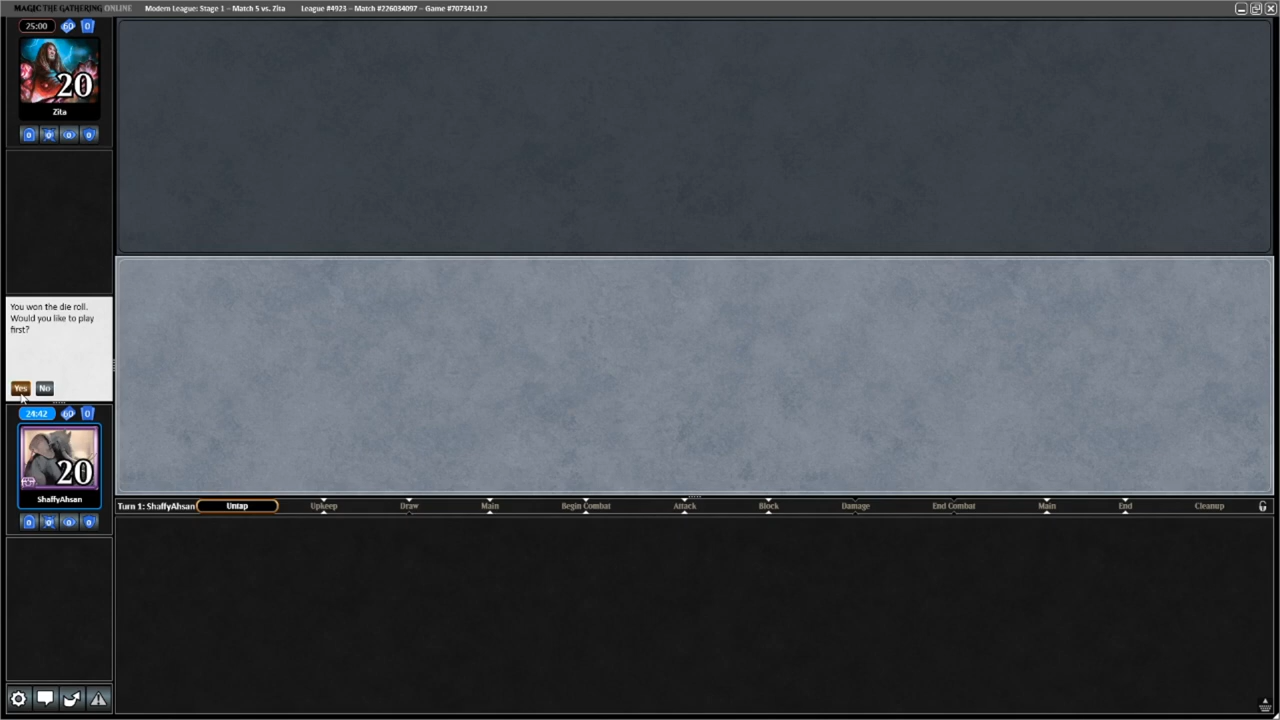 MAGIC THE GATHERING ONLINE Modern League: Stage 1 – Match 5 vs. Zita League #4923 – Match #226034097 – Game #707341212
25:00 60 0
20
Zita
0 0 0 0
You won the die roll.
Would you like to play
first?
Yes No
24:42 60 0
20
ShaffyAhsan
0 0 0 0
Turn 1: ShaffyAhsan Untap Upkeep Draw Main Begin Combat Attack Block Damage End Combat Main End Cleanup